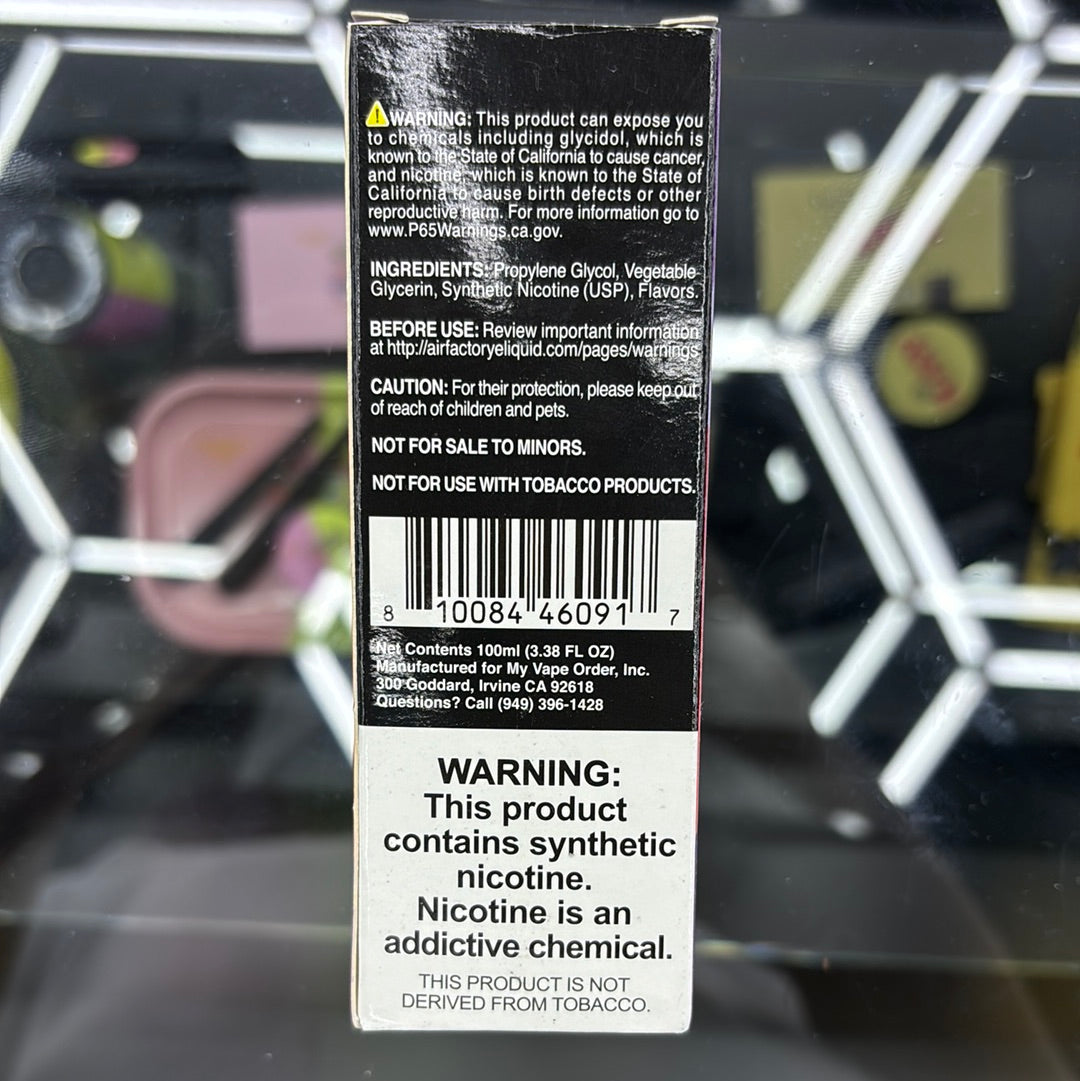 WARNING: This product can expose you
to chemicals including glycidol, which is
known to the State of California to cause cancer,
and nicotine, which is known to the State of
California to cause birth defects or other
reproductive harm. For more information go to
www.P65Warnings.ca.gov.
INGREDIENTS: Propylene Glycol, Vegetable
Glycerin, Synthetic Nicotine (USP), Flavors.
BEFORE USE: Review important information
at http://airfactoryeliquid.com/pages/warnings
CAUTION: For their protection, please keep out
of reach of children and pets.
NOT FOR SALE TO MINORS.
NOT FOR USE WITH TOBACCO PRODUCTS.
8 10084 46091 7
Net Contents 100ml (3.38 FL OZ)
Manufactured for My Vape Order, Inc.
300 Goddard, Irvine CA 92618
Questions? Call (949) 396-1428
WARNING:
This product
contains synthetic
nicotine.
Nicotine is an
addictive chemical.
THIS PRODUCT IS NOT
DERIVED FROM TOBACCO.